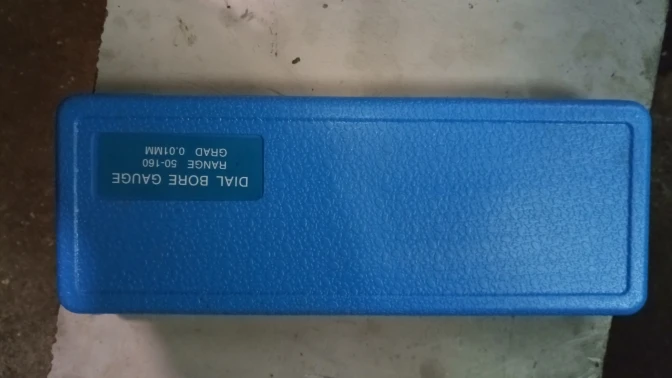 DIAL BORE GAUGE
RANGE 50-160
GRAD 0.01MM